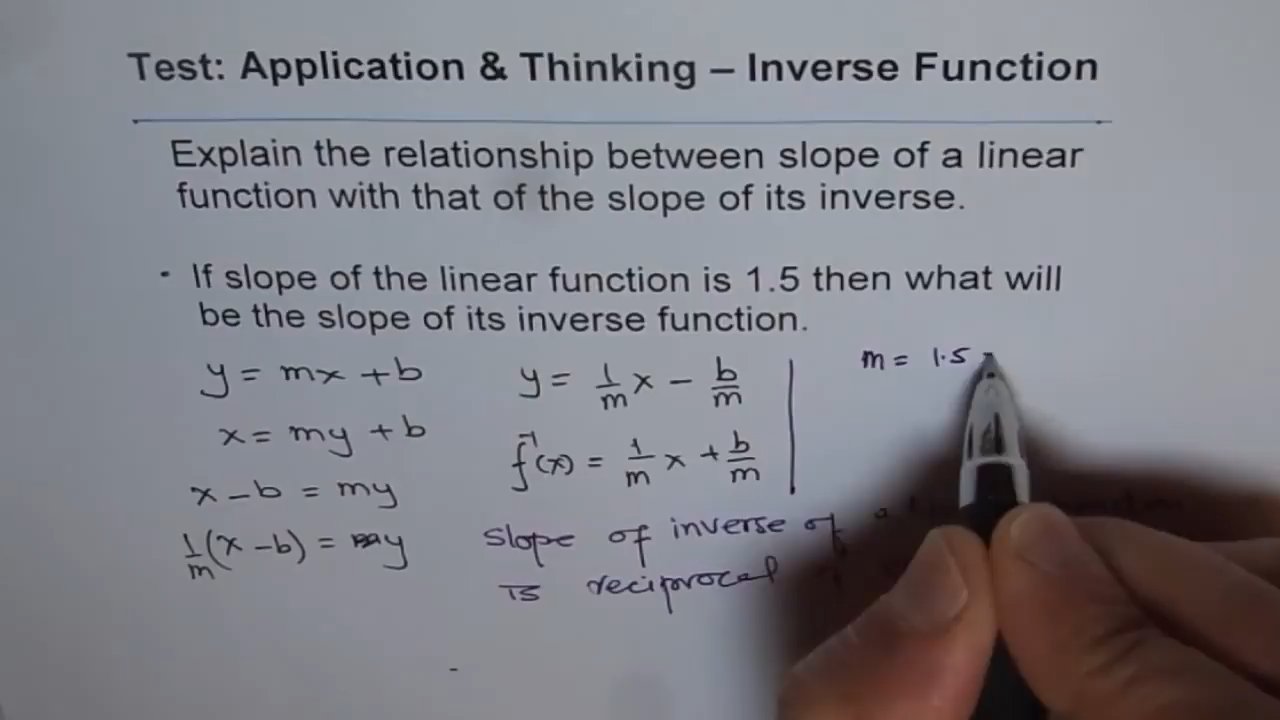 Test: Application & Thinking – Inverse Function
Explain the relationship between slope of a linear
function with that of the slope of its inverse.
· If slope of the linear function is 1.5 then what will
be the slope of its inverse function.
y = mx + b
x = my + b
x – b = my
1/m (x – b) = y
y = 1/m x – b/m
f⁻¹(x) = 1/m x + b/m
slope of inverse of a
Is reciprocal
m = 1.5